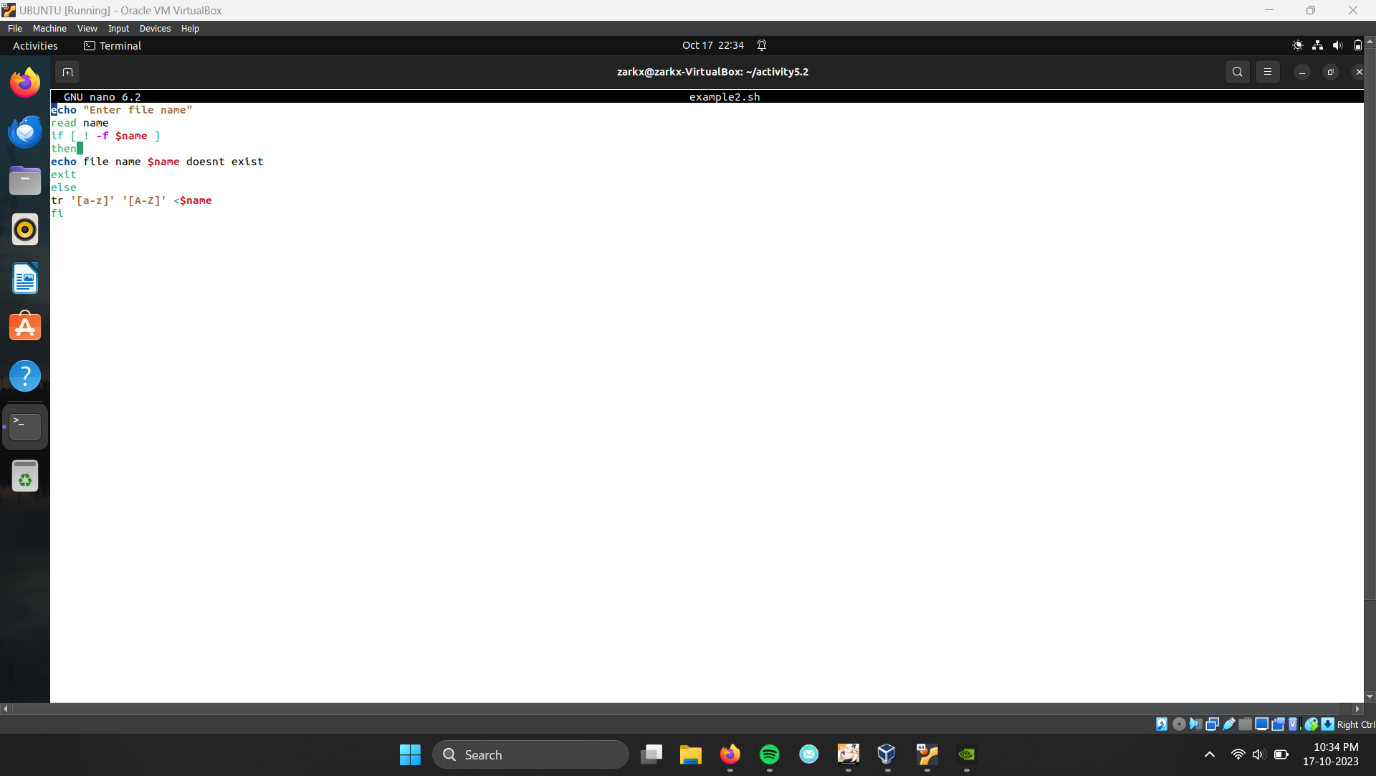 UBUNTU [Running] - Oracle VM VirtualBox
File Machine View Input Devices Help
Activities Terminal Oct 17 22:34
zarkx@zarkx-VirtualBox: ~/activity5.2
GNU nano 6.2 example2.sh
echo "Enter file name"
read name
if [ ! -f $name ]
then
echo file name $name doesnt exist
exit
else
tr '[a-z]' '[A-Z]' <$name
fi
Right Ctrl
Search
10:34 PM
17-10-2023